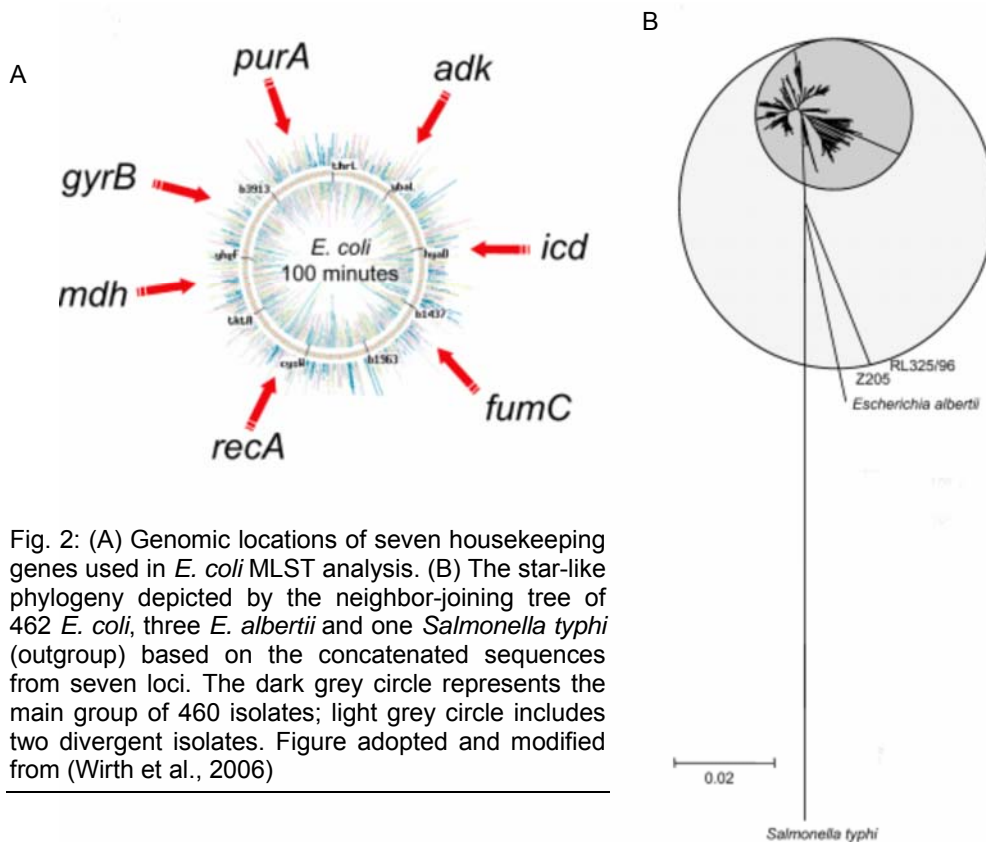 A
purA
adk
gyrB
icd
mdh
fumC
recA
thrL
b3913
b1437
b1963
E. coli
100 minutes
Fig. 2: (A) Genomic locations of seven housekeeping
genes used in E. coli MLST analysis. (B) The star-like
phylogeny depicted by the neighbor-joining tree of
462 E. coli, three E. albertii and one Salmonella typhi
(outgroup) based on the concatenated sequences
from seven loci. The dark grey circle represents the
main group of 460 isolates; light grey circle includes
two divergent isolates. Figure adopted and modified
from (Wirth et al., 2006)
B
RL325/96
Z205
Escherichia albertii
0.02
Salmonella typhi